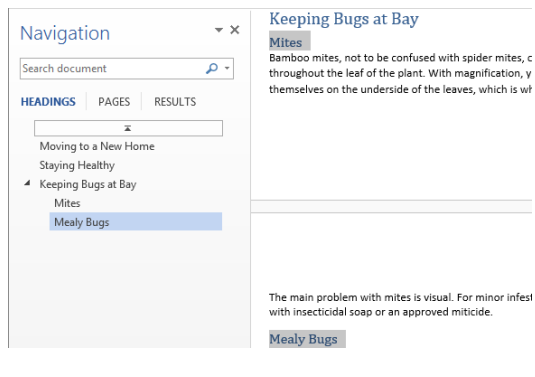 Navigation
Search document
HEADINGS PAGES RESULTS
Moving to a New Home
Staying Healthy
Keeping Bugs at Bay
Mites
Mealy Bugs
Keeping Bugs at Bay
Mites
Bamboo mites, not to be confused with spider mites,
throughout the leaf of the plant. With magnification,
themselves on the underside of the leaves, which is
The main problem with mites is visual. For minor
with insecticidal soap or an approved miticide.
Mealy Bugs